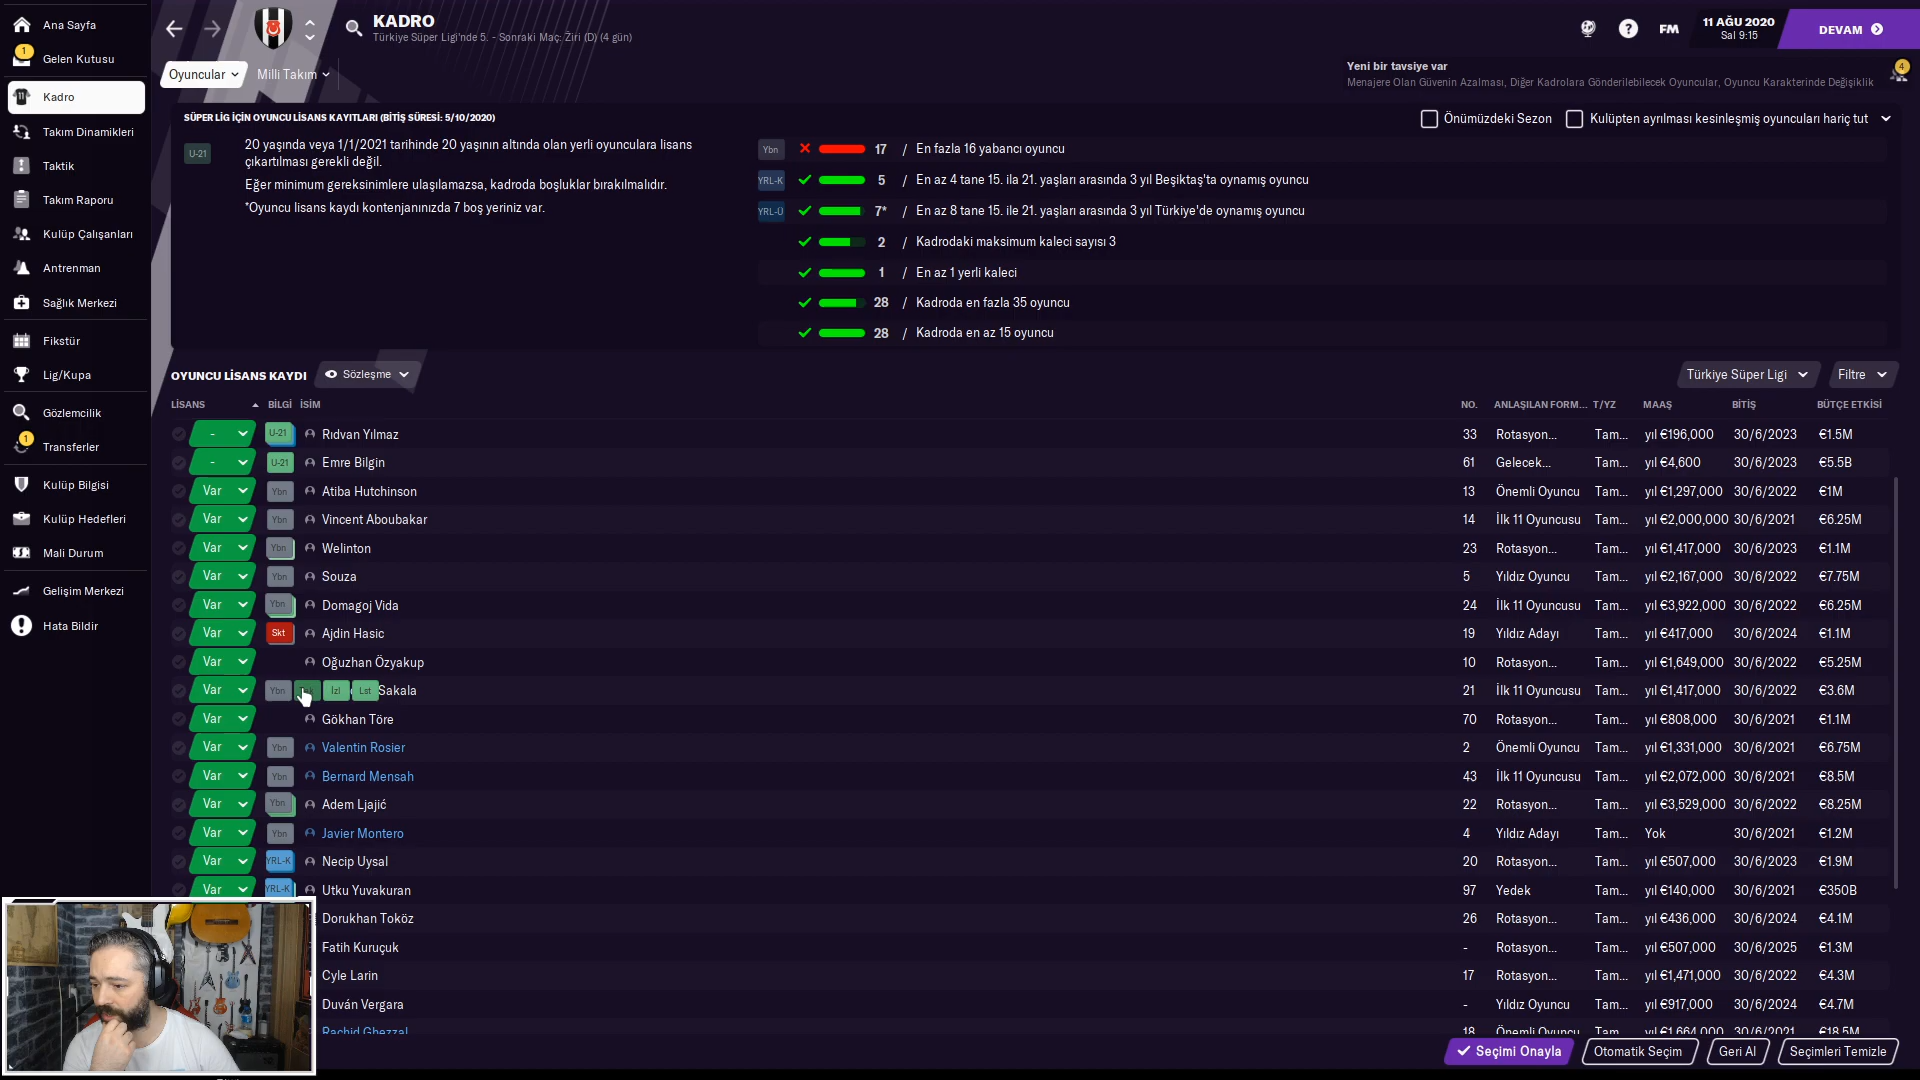 Ana Sayfa
1
Gelen Kutusu
Kadro
Takım Dinamikleri
Taktik
Takım Raporu
Kulüp Çalışanları
Antrenman
Sağlık Merkezi
Fikstür
Lig/Kupa
Gözlemcilik
1
Transferler
Kulüp Bilgisi
Kulüp Hedefleri
Mali Durum
Gelişim Merkezi
Hata Bildir
KADRO
Türkiye Süper Ligi'nde 5. - Sonraki Maç: Ziri (D) (4 gün)
FM
11 AĞU 2020
Sal 9:15
DEVAM
Oyuncular
Milli Takım
Yeni bir tavsiye var
Menajere Olan Güvenin Azalması, Diğer Kadrolara Gönderilebilecek Oyuncular, Oyuncu Karakterinde Değişiklik
4
SÜPER LİG İÇİN OYUNCU LİSANS KAYITLARI (BİTİŞ SÜRESİ: 5/10/2020)
Önümüzdeki Sezon
Kulüpten ayrılması kesinleşmiş oyuncuları hariç tut
U-21
20 yaşında veya 1/1/2021 tarihinde 20 yaşının altında olan yerli oyunculara lisans
çıkartılması gerekli değil.
Eğer minimum gereksinimlere ulaşılamazsa, kadroda boşluklar bırakılmalıdır.
*Oyuncu lisans kaydı kontenjanınızda 7 boş yeriniz var.
Ybn 17 / En fazla 16 yabancı oyuncu
YRL-K 5 / En az 4 tane 15. ila 21. yaşları arasında 3 yıl Beşiktaş'ta oynamış oyuncu
YRL-Ü 7* / En az 8 tane 15. ile 21. yaşları arasında 3 yıl Türkiye'de oynamış oyuncu
2 / Kadrodaki maksimum kaleci sayısı 3
1 / En az 1 yerli kaleci
28 / Kadroda en fazla 35 oyuncu
28 / Kadroda en az 15 oyuncu
OYUNCU LİSANS KAYDI
Sözleşme
Türkiye Süper Ligi
Filtre
LİSANS BİLGİ İSİM NO. ANLAŞILAN FORM... T/YZ MAAŞ BİTİŞ BÜTÇE ETKİSİ
- U-21 Rıdvan Yılmaz 33 Rotasyon... Tam... yıl €196,000 30/6/2023 €1.5M
- U-21 Emre Bilgin 61 Gelecek... Tam... yıl €4,600 30/6/2023 €5.5B
Var Ybn Atiba Hutchinson 13 Önemli Oyuncu Tam... yıl €1,297,000 30/6/2022 €1M
Var Ybn Vincent Aboubakar 14 İlk 11 Oyuncusu Tam... yıl €2,000,000 30/6/2021 €6.25M
Var Ybn Welinton 23 Rotasyon... Tam... yıl €1,417,000 30/6/2023 €1.1M
Var Ybn Souza 5 Yıldız Oyuncu Tam... yıl €2,167,000 30/6/2022 €7.75M
Var Ybn Domagoj Vida 24 İlk 11 Oyuncusu Tam... yıl €3,922,000 30/6/2022 €6.25M
Var Skt Ajdin Hasic 19 Yıldız Adayı Tam... yıl €417,000 30/6/2024 €1.1M
Var Oğuzhan Özyakup 10 Rotasyon... Tam... yıl €1,649,000 30/6/2022 €5.25M
Var Ybn İzl Lst Sakala 21 İlk 11 Oyuncusu Tam... yıl €1,417,000 30/6/2022 €3.6M
Var Gökhan Töre 70 Rotasyon... Tam... yıl €808,000 30/6/2021 €1.1M
Var Ybn Valentin Rosier 2 Önemli Oyuncu Tam... yıl €1,331,000 30/6/2021 €6.75M
Var Ybn Bernard Mensah 43 İlk 11 Oyuncusu Tam... yıl €2,072,000 30/6/2021 €8.5M
Var Ybn Adem Ljajić 22 Rotasyon... Tam... yıl €3,529,000 30/6/2022 €8.25M
Var Ybn Javier Montero 4 Yıldız Adayı Tam... Yok 30/6/2021 €1.2M
Var YRL-K Necip Uysal 20 Rotasyon... Tam... yıl €507,000 30/6/2023 €1.9M
Var YRL-K Utku Yuvakuran 97 Yedek Tam... yıl €140,000 30/6/2021 €350B
Dorukhan Toköz 26 Rotasyon... Tam... yıl €436,000 30/6/2024 €4.1M
Fatih Kuruçuk - Rotasyon... Tam... yıl €507,000 30/6/2025 €1.3M
Cyle Larin 17 Rotasyon... Tam... yıl €1,471,000 30/6/2022 €4.3M
Duván Vergara - Yıldız Oyuncu Tam... yıl €917,000 30/6/2024 €4.7M
Rachid Ghezzal 18 Önemli Oyuncu Tam... yıl €1,664,000 30/6/2021 €18.5M
Seçimi Onayla
Otomatik Seçim
Geri Al
Seçimleri Temizle